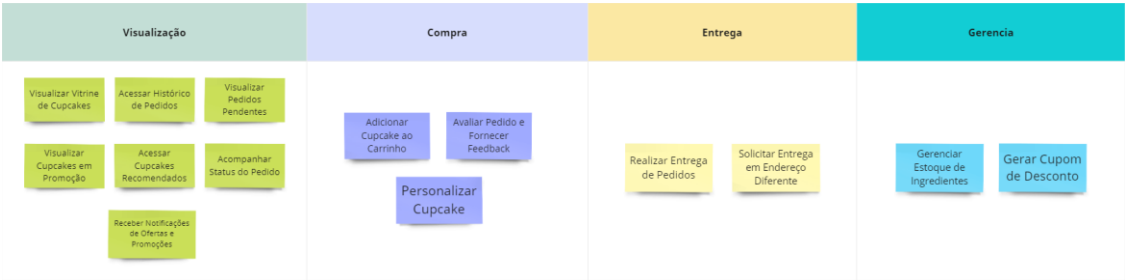 Visualização
Compra
Entrega
Gerencia
Visualizar Vitrine
de Cupcakes
Acessar Histórico
de Pedidos
Visualizar
Pedidos
Pendentes
Visualizar
Cupcakes em
Promoção
Acessar
Cupcakes
Recomendados
Acompanhar
Status do Pedido
Receber Notificações
de Ofertas e
Promoções
Adicionar
Cupcake ao
Carrinho
Avaliar Pedido e
Fornecer
Feedback
Personalizar
Cupcake
Realizar Entrega
de Pedidos
Solicitar Entrega
em Endereço
Diferente
Gerenciar
Estoque de
Ingredientes
Gerar Cupom
de Desconto